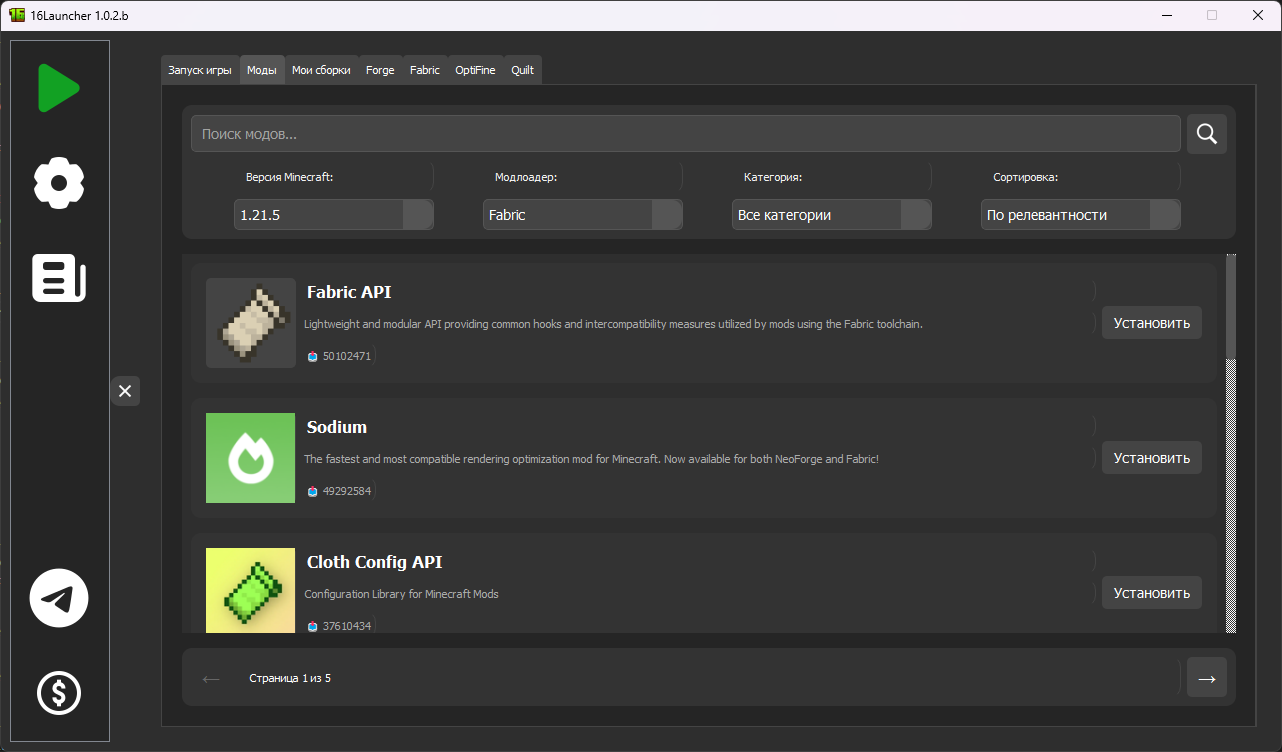 16Launcher 1.0.2.b
Запуск игры Моды Мои сборки Forge Fabric OptiFine Quilt
Поиск модов...
Версия Minecraft: Модлоадер: Категория: Сортировка:
1.21.5 Fabric Все категории По релевантности
Fabric API
Lightweight and modular API providing common hooks and intercompatibility measures utilized by mods using the Fabric toolchain.
Установить
50102471
Sodium
The fastest and most compatible rendering optimization mod for Minecraft. Now available for both NeoForge and Fabric!
Установить
49292584
Cloth Config API
Configuration Library for Minecraft Mods
Установить
37610434
← Страница 1 из 5 →